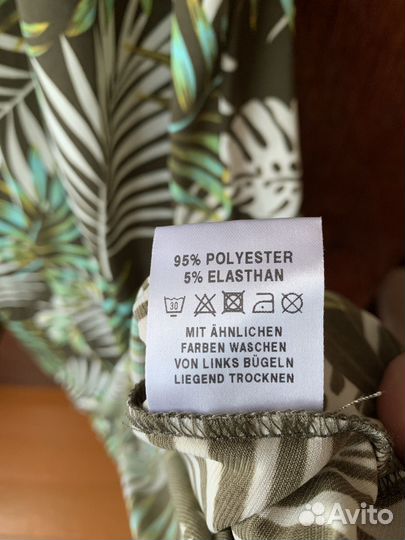 95% POLYESTER
5% ELASTHAN
30
MIT ÄHNLICHEN
FARBEN WASCHEN
VON LINKS BÜGELN
LIEGEND TROCKNEN
Avito